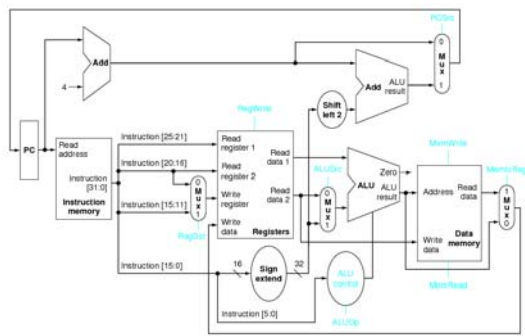 PCSrc
0
Mux
1
Add
4
Add
ALU result
Shift left 2
RegWrite
PC
Read address
Instruction [31:0]
Instruction memory
Instruction [25:21]
Instruction [20:16]
Instruction [15:11]
Instruction [15:0]
0
Mux
1
RegDst
Read register 1
Read register 2
Write register
Write data
Read data 1
Read data 2
Registers
ALUSrc
0
Mux
1
Zero
ALU
ALU result
MemWrite
Address
Read data
Write data
Data memory
MemRead
MemtoReg
1
Mux
0
16
Sign extend
32
ALU control
Instruction [5:0]
ALUOp